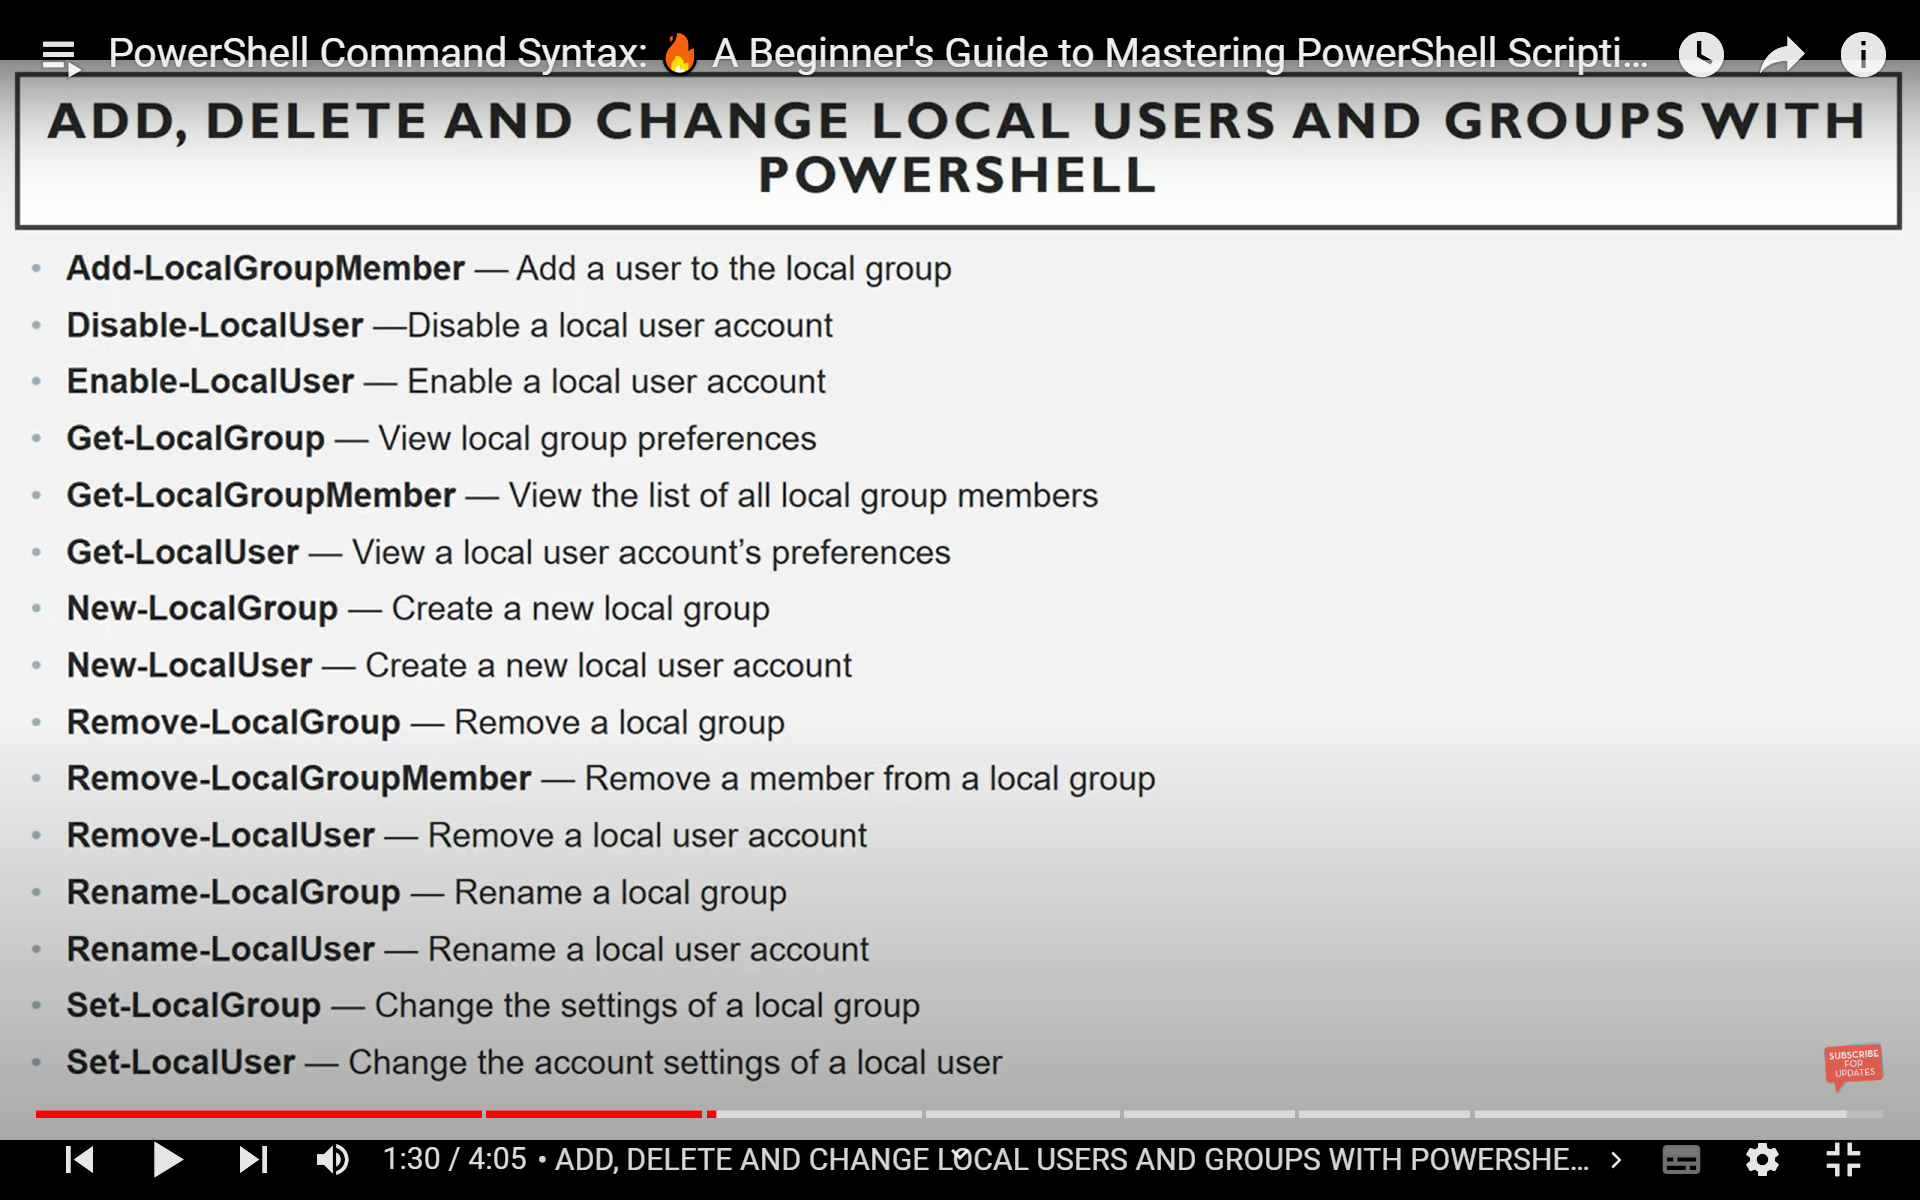 PowerShell Command Syntax: 🔥 A Beginner's Guide to Mastering PowerShell Scripti...
ADD, DELETE AND CHANGE LOCAL USERS AND GROUPS WITH
POWERSHELL
• Add-LocalGroupMember — Add a user to the local group
• Disable-LocalUser —Disable a local user account
• Enable-LocalUser — Enable a local user account
• Get-LocalGroup — View local group preferences
• Get-LocalGroupMember — View the list of all local group members
• Get-LocalUser — View a local user account’s preferences
• New-LocalGroup — Create a new local group
• New-LocalUser — Create a new local user account
• Remove-LocalGroup — Remove a local group
• Remove-LocalGroupMember — Remove a member from a local group
• Remove-LocalUser — Remove a local user account
• Rename-LocalGroup — Rename a local group
• Rename-LocalUser — Rename a local user account
• Set-LocalGroup — Change the settings of a local group
• Set-LocalUser — Change the account settings of a local user
SUBSCRIBE
FOR
UPDATES
1:30 / 4:05 • ADD, DELETE AND CHANGE LOCAL USERS AND GROUPS WITH POWERSHE...